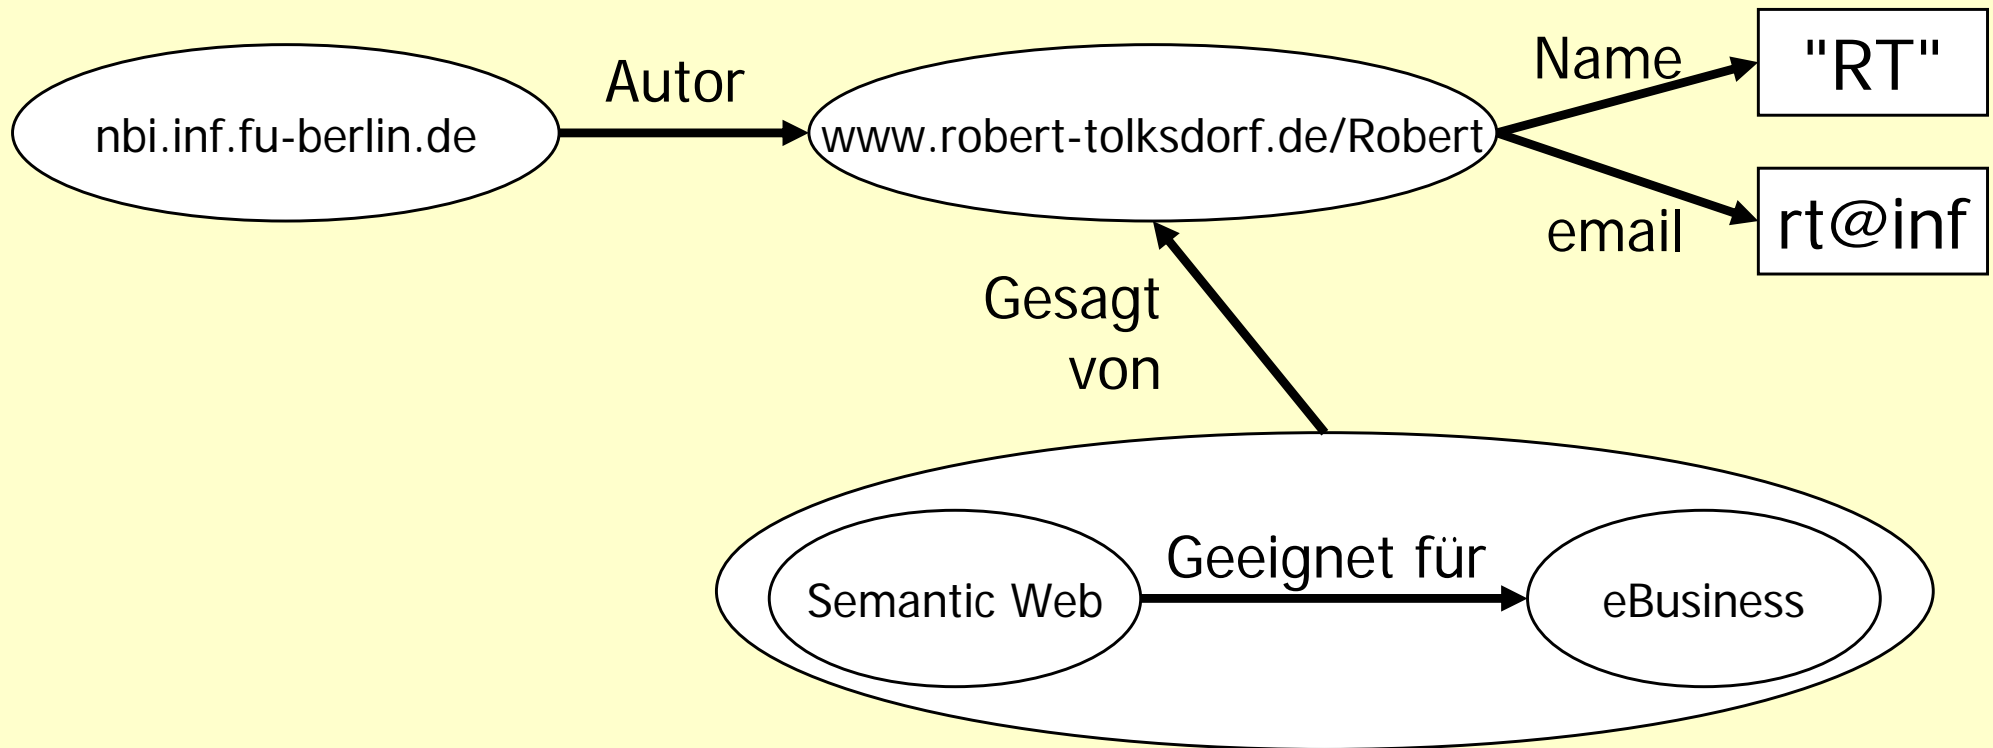 Name
"RT"
Autor
nbi.inf.fu-berlin.de
www.robert-tolksdorf.de/Robert
email
rt@inf
Gesagt
von
Geeignet für
Semantic Web
eBusiness